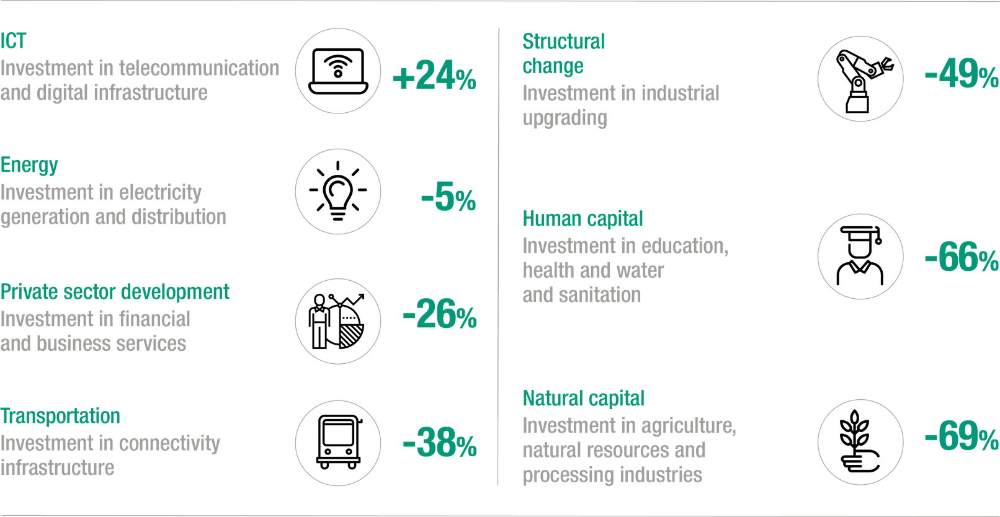 ICT
Investment in telecommunication
and digital infrastructure
+24%
Energy
Investment in electricity
generation and distribution
-5%
Private sector development
Investment in financial
and business services
-26%
Transportation
Investment in connectivity
infrastructure
-38%
Structural
change
Investment in industrial
upgrading
-49%
Human capital
Investment in education,
health and water
and sanitation
-66%
Natural capital
Investment in agriculture,
natural resources and
processing industries
-69%